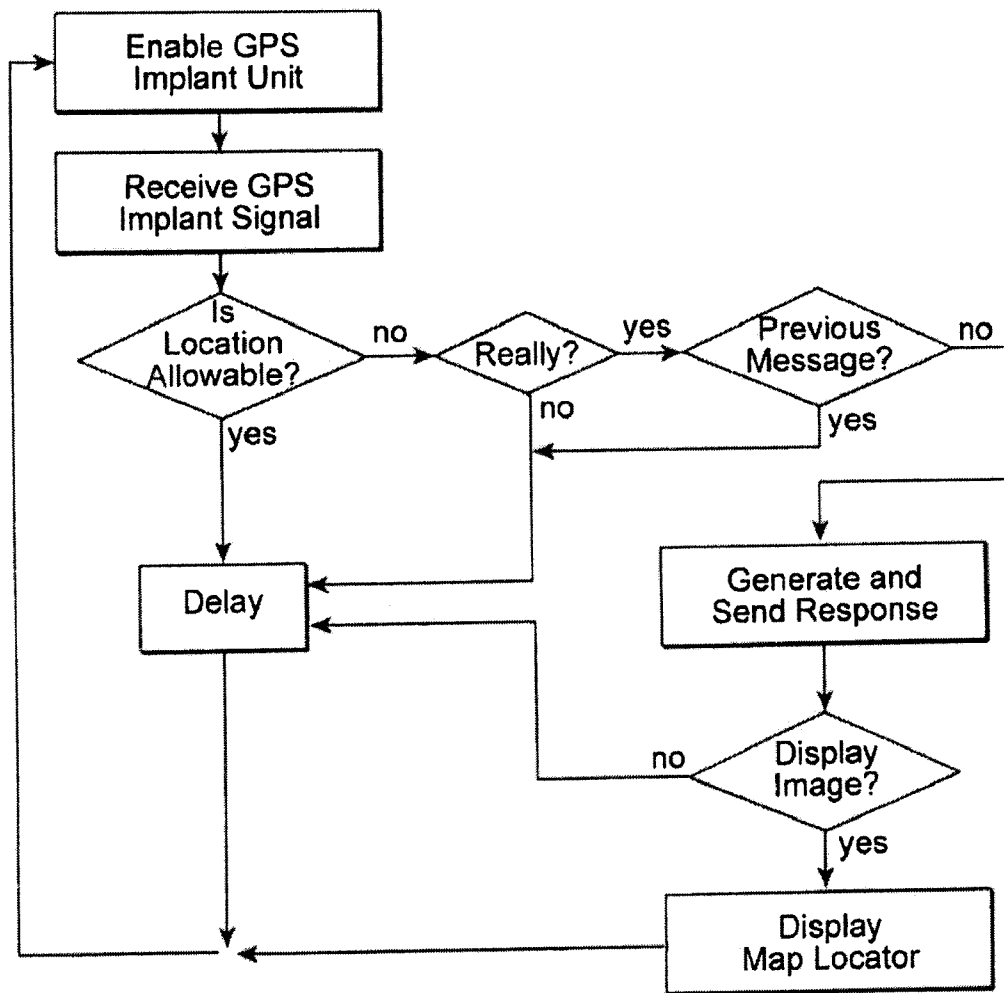 Enable GPS
Implant Unit
Receive GPS
Implant Signal
Is
Location
Allowable?
no
Really?
yes
Previous
Message?
no
yes
no
yes
Delay
Generate and
Send Response
no
Display
Image?
yes
Display
Map Locator